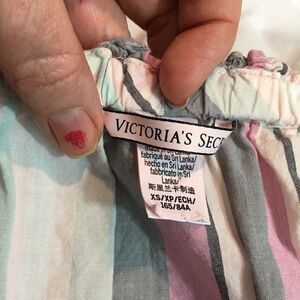 VICTORIA'S SEC
fabriqué au Sri Lanka/
hecho en Sri Lanka/
fabbricato in Sri Lanka/
斯里兰卡制造
XS/XP/ECH/
165/84A